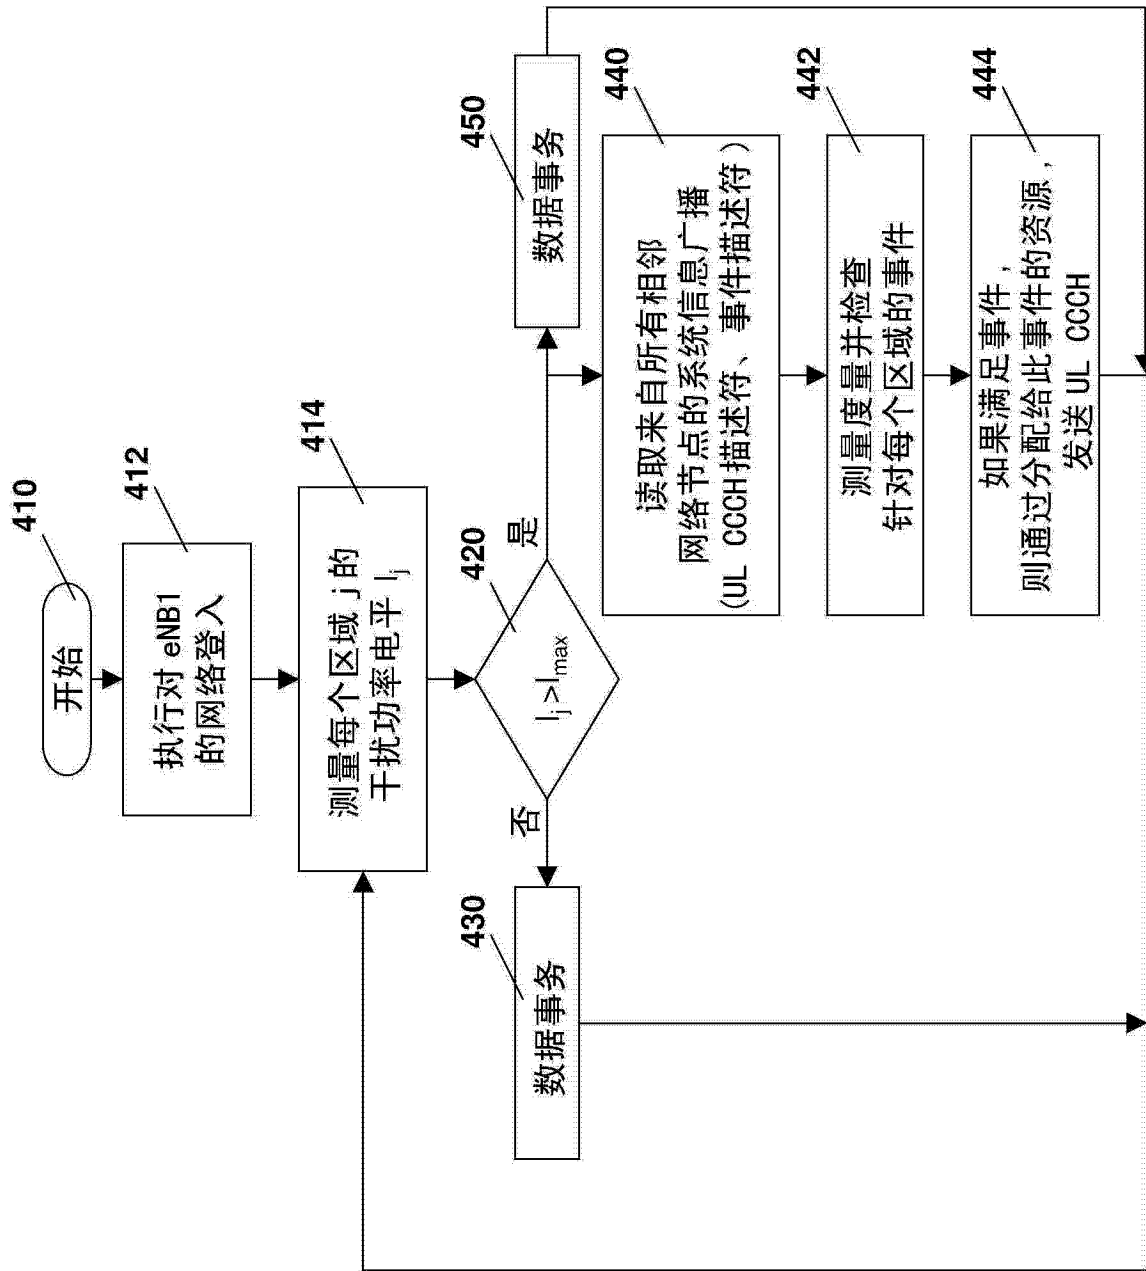 410
开始
412
执行对 eNB1
的网络登入
414
测量每个区域 j 的
干扰功率电平 Ij
420
Ij>Imax
否
是
430
数据事务
450
数据事务
440
读取来自所有相邻
网络节点的系统信息广播
(UL CCCH描述符、事件描述符)
442
测量度量并检查
针对每个区域的事件
444
如果满足事件,
则通过分配给此事件的资源,
发送 UL CCCH